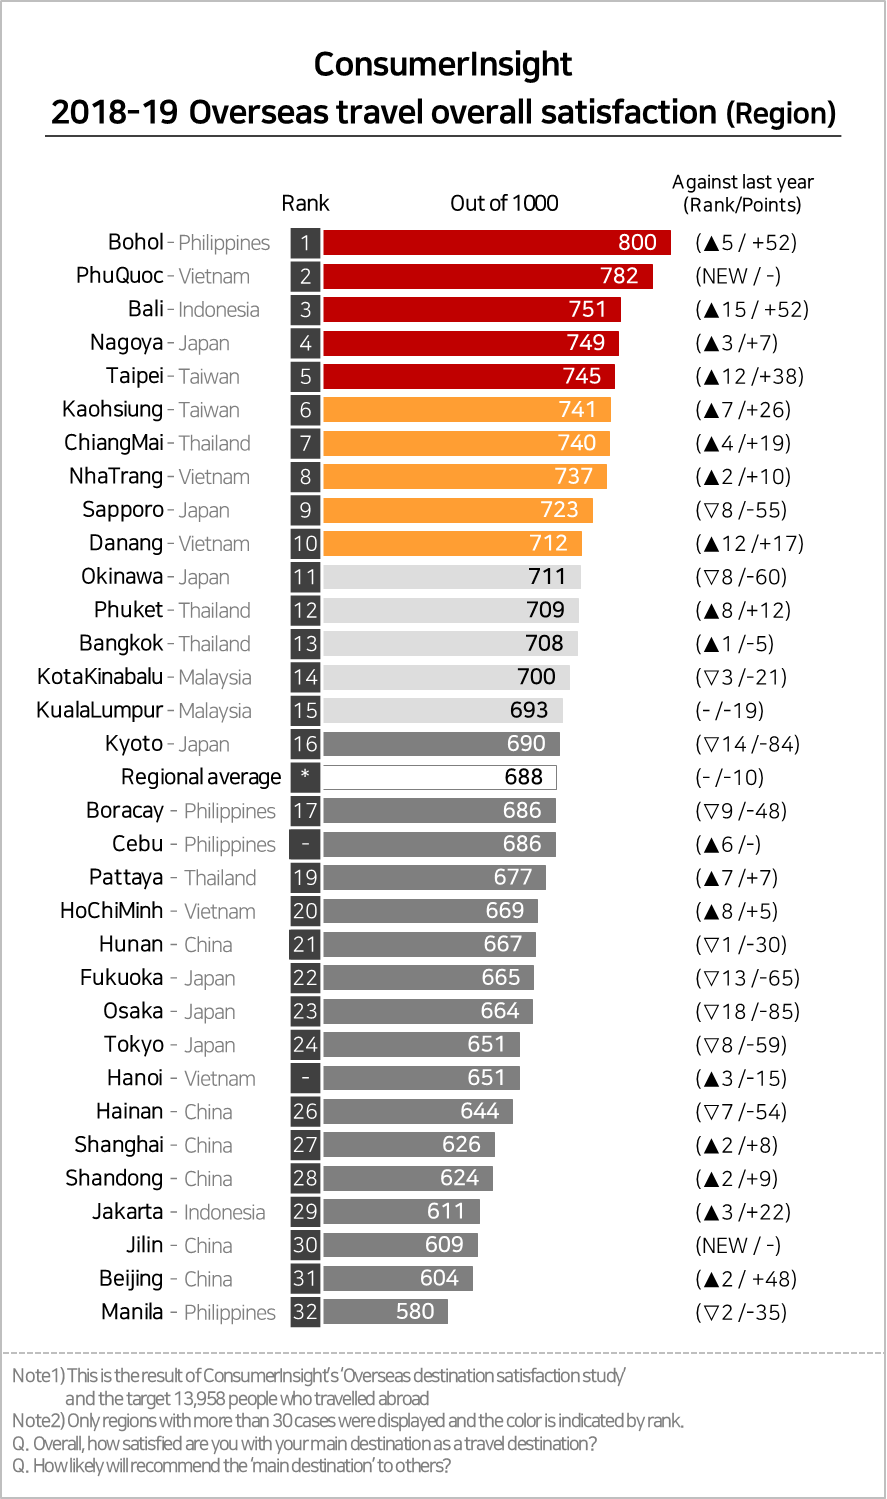 ConsumerInsight
2018-19 Overseas travel overall satisfaction (Region)
Rank Out of 1000 Against last year
(Rank/Points)
Bohol - Philippines 1 800 (▲5 / +52)
PhuQuoc - Vietnam 2 782 (NEW / -)
Bali - Indonesia 3 751 (▲15 / +52)
Nagoya - Japan 4 749 (▲3 /+7)
Taipei - Taiwan 5 745 (▲12 /+38)
Kaohsiung - Taiwan 6 741 (▲7 /+26)
ChiangMai - Thailand 7 740 (▲4 /+19)
NhaTrang - Vietnam 8 737 (▲2 /+10)
Sapporo - Japan 9 723 (▽8 /-55)
Danang - Vietnam 10 712 (▲12 /+17)
Okinawa - Japan 11 711 (▽8 /-60)
Phuket - Thailand 12 709 (▲8 /+12)
Bangkok - Thailand 13 708 (▲1 /-5)
KotaKinabalu - Malaysia 14 700 (▽3 /-21)
KualaLumpur - Malaysia 15 693 (- /-19)
Kyoto - Japan 16 690 (▽14 /-84)
Regional average * 688 (- /-10)
Boracay - Philippines 17 686 (▽9 /-48)
Cebu - Philippines - 686 (▲6 /-)
Pattaya - Thailand 19 677 (▲7 /+7)
HoChiMinh - Vietnam 20 669 (▲8 /+5)
Hunan - China 21 667 (▽1 /-30)
Fukuoka - Japan 22 665 (▽13 /-65)
Osaka - Japan 23 664 (▽18 /-85)
Tokyo - Japan 24 651 (▽8 /-59)
Hanoi - Vietnam - 651 (▲3 /-15)
Hainan - China 26 644 (▽7 /-54)
Shanghai - China 27 626 (▲2 /+8)
Shandong - China 28 624 (▲2 /+9)
Jakarta - Indonesia 29 611 (▲3 /+22)
Jilin - China 30 609 (NEW / -)
Beijing - China 31 604 (▲2 / +48)
Manila - Philippines 32 580 (▽2 /-35)
Note1) This is the result of ConsumerInsight's 'Overseas destination satisfaction study'
and the target 13,958 people who travelled abroad
Note2) Only regions with more than 30 cases were displayed and the color is indicated by rank.
Q. Overall, how satisfied are you with your main destination as a travel destination?
Q. How likely will recommend the 'main destination' to others?